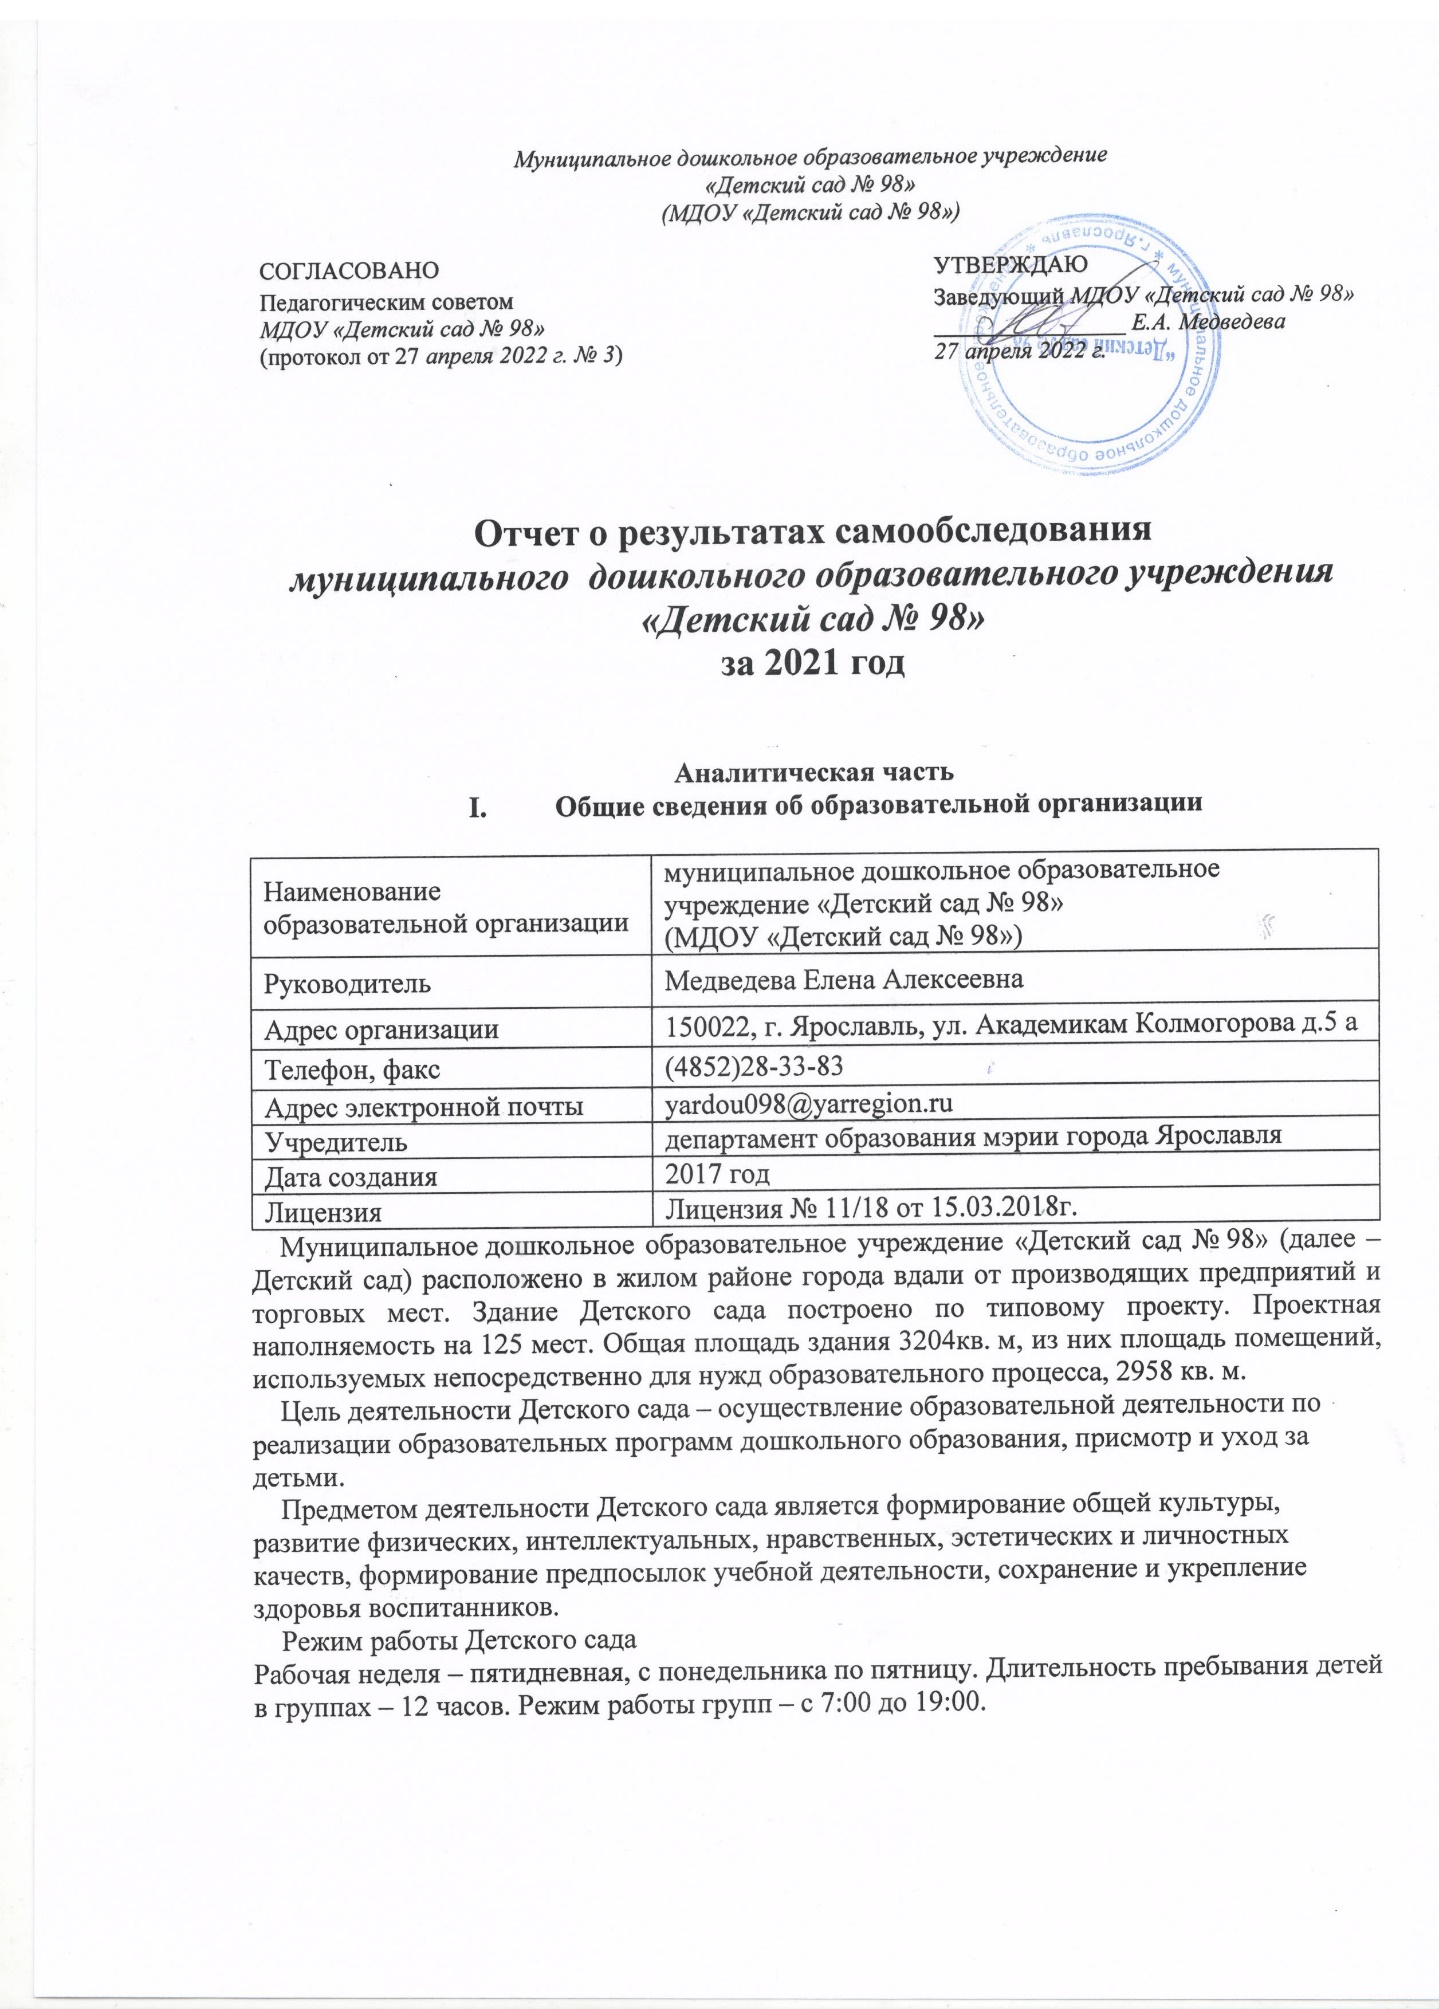 Муниципальное дошкольное образовательное учреждение
«Детский сад № 98»
(МДОУ «Детский сад № 98»)
СОГЛАСОВАНО
Педагогическим советом
МДОУ «Детский сад № 98»
(протокол от 27 апреля 2022 г. № 3)
УТВЕРЖДАЮ
Заведующий МДОУ «Детский сад № 98»
________________ Е.А. Медведева
27 апреля 2022 г.
* г.Ярославль * муниципальное дошкольное образовательное учреждение
"Детский сад № 98
Отчет о результатах самообследования
муниципального дошкольного образовательного учреждения
«Детский сад № 98»
за 2021 год
Аналитическая часть
I. Общие сведения об образовательной организации
Наименование
образовательной организации
муниципальное дошкольное образовательное
учреждение «Детский сад № 98»
(МДОУ «Детский сад № 98»)
Руководитель
Медведева Елена Алексеевна
Адрес организации
150022, г. Ярославль, ул. Академикам Колмогорова д.5 а
Телефон, факс
(4852)28-33-83
Адрес электронной почты
yardou098@yarregion.ru
Учредитель
департамент образования мэрии города Ярославля
Дата создания
2017 год
Лицензия
Лицензия № 11/18 от 15.03.2018г.
Муниципальное дошкольное образовательное учреждение «Детский сад № 98» (далее –
Детский сад) расположено в жилом районе города вдали от производящих предприятий и
торговых мест. Здание Детского сада построено по типовому проекту. Проектная
наполняемость на 125 мест. Общая площадь здания 3204кв. м, из них площадь помещений,
используемых непосредственно для нужд образовательного процесса, 2958 кв. м.
Цель деятельности Детского сада – осуществление образовательной деятельности по
реализации образовательных программ дошкольного образования, присмотр и уход за
детьми.
Предметом деятельности Детского сада является формирование общей культуры,
развитие физических, интеллектуальных, нравственных, эстетических и личностных
качеств, формирование предпосылок учебной деятельности, сохранение и укрепление
здоровья воспитанников.
Режим работы Детского сада
Рабочая неделя – пятидневная, с понедельника по пятницу. Длительность пребывания детей
в группах – 12 часов. Режим работы групп – с 7:00 до 19:00.